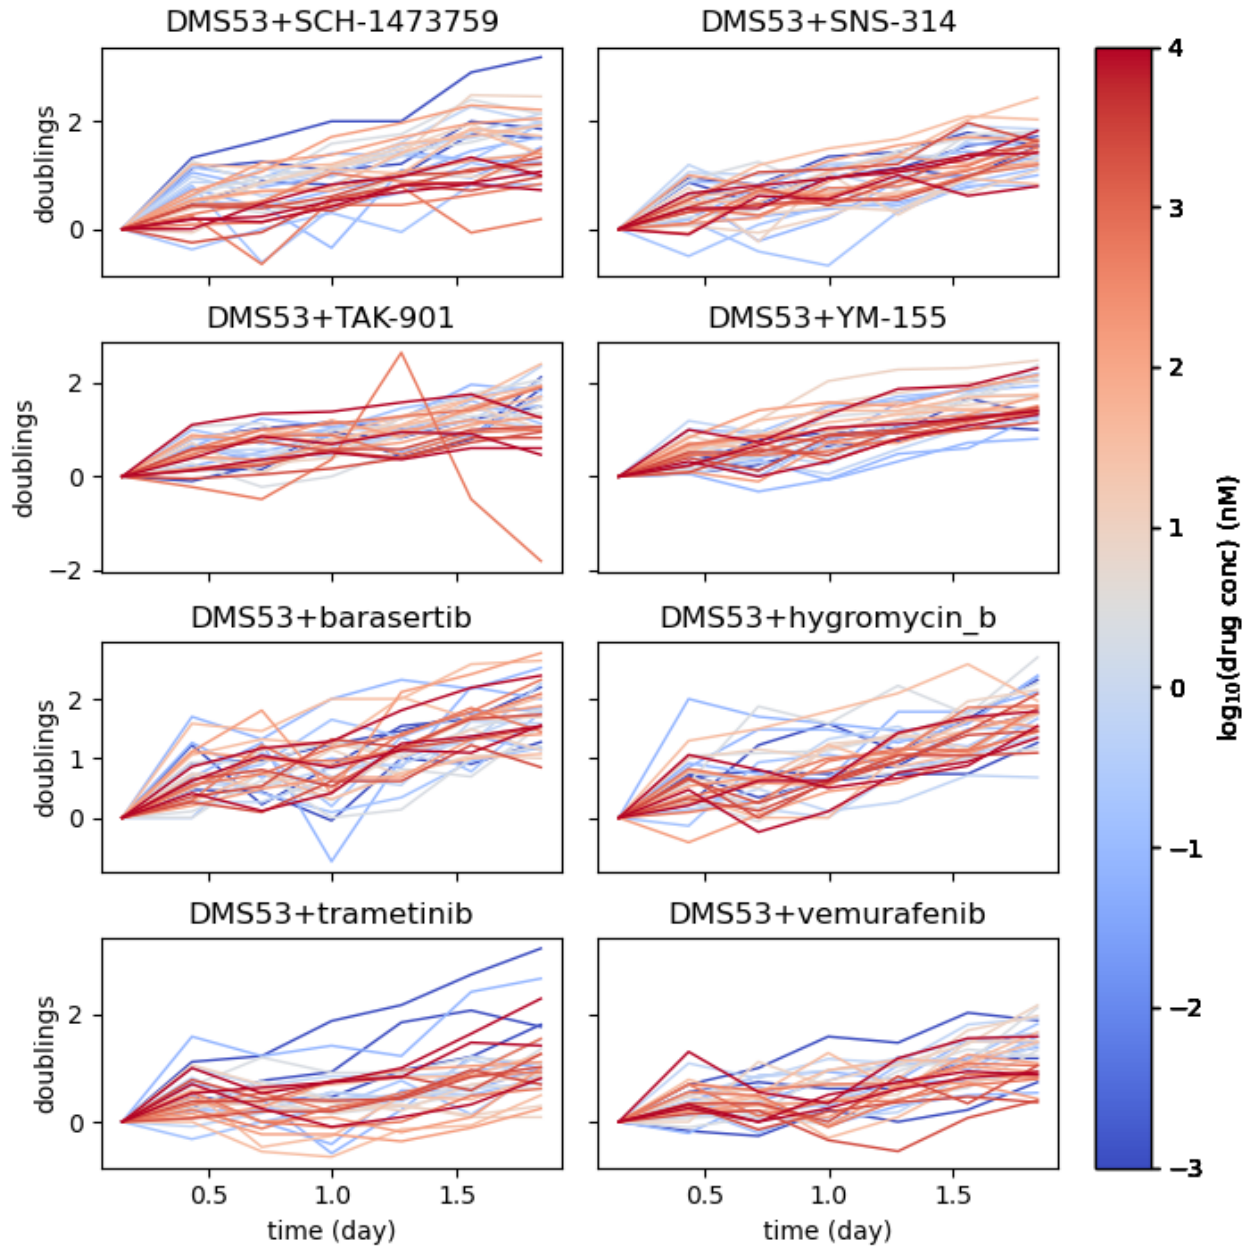 DMS53+SCH-1473759
DMS53+SNS-314
doublings
2
0
DMS53+TAK-901
DMS53+YM-155
doublings
2
0
−2
DMS53+barasertib
DMS53+hygromycin_b
doublings
2
1
0
DMS53+trametinib
DMS53+vemurafenib
doublings
2
0
0.5 1.0 1.5
time (day)
0.5 1.0 1.5
time (day)
4
3
2
1
0
−1
−2
−3
log₁₀(drug conc) (nM)